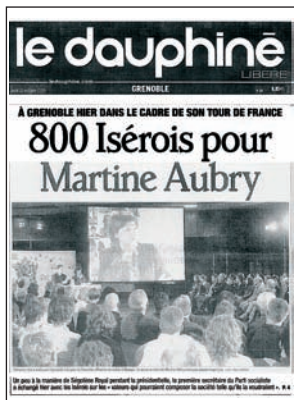 le dauphiné
LIBÉRÉ
GRENOBLE
À GRENOBLE HIER DANS LE CADRE DE SON TOUR DE FRANCE
800 Isérois pour
Martine Aubry
Un peu à la manière de Ségolène Royal pendant la présidentielle, la première secrétaire du Parti socialiste
a échangé hier avec les Isérois sur les « valeurs qui pourraient composer la société telle qu'ils la voudraient ». P. 4